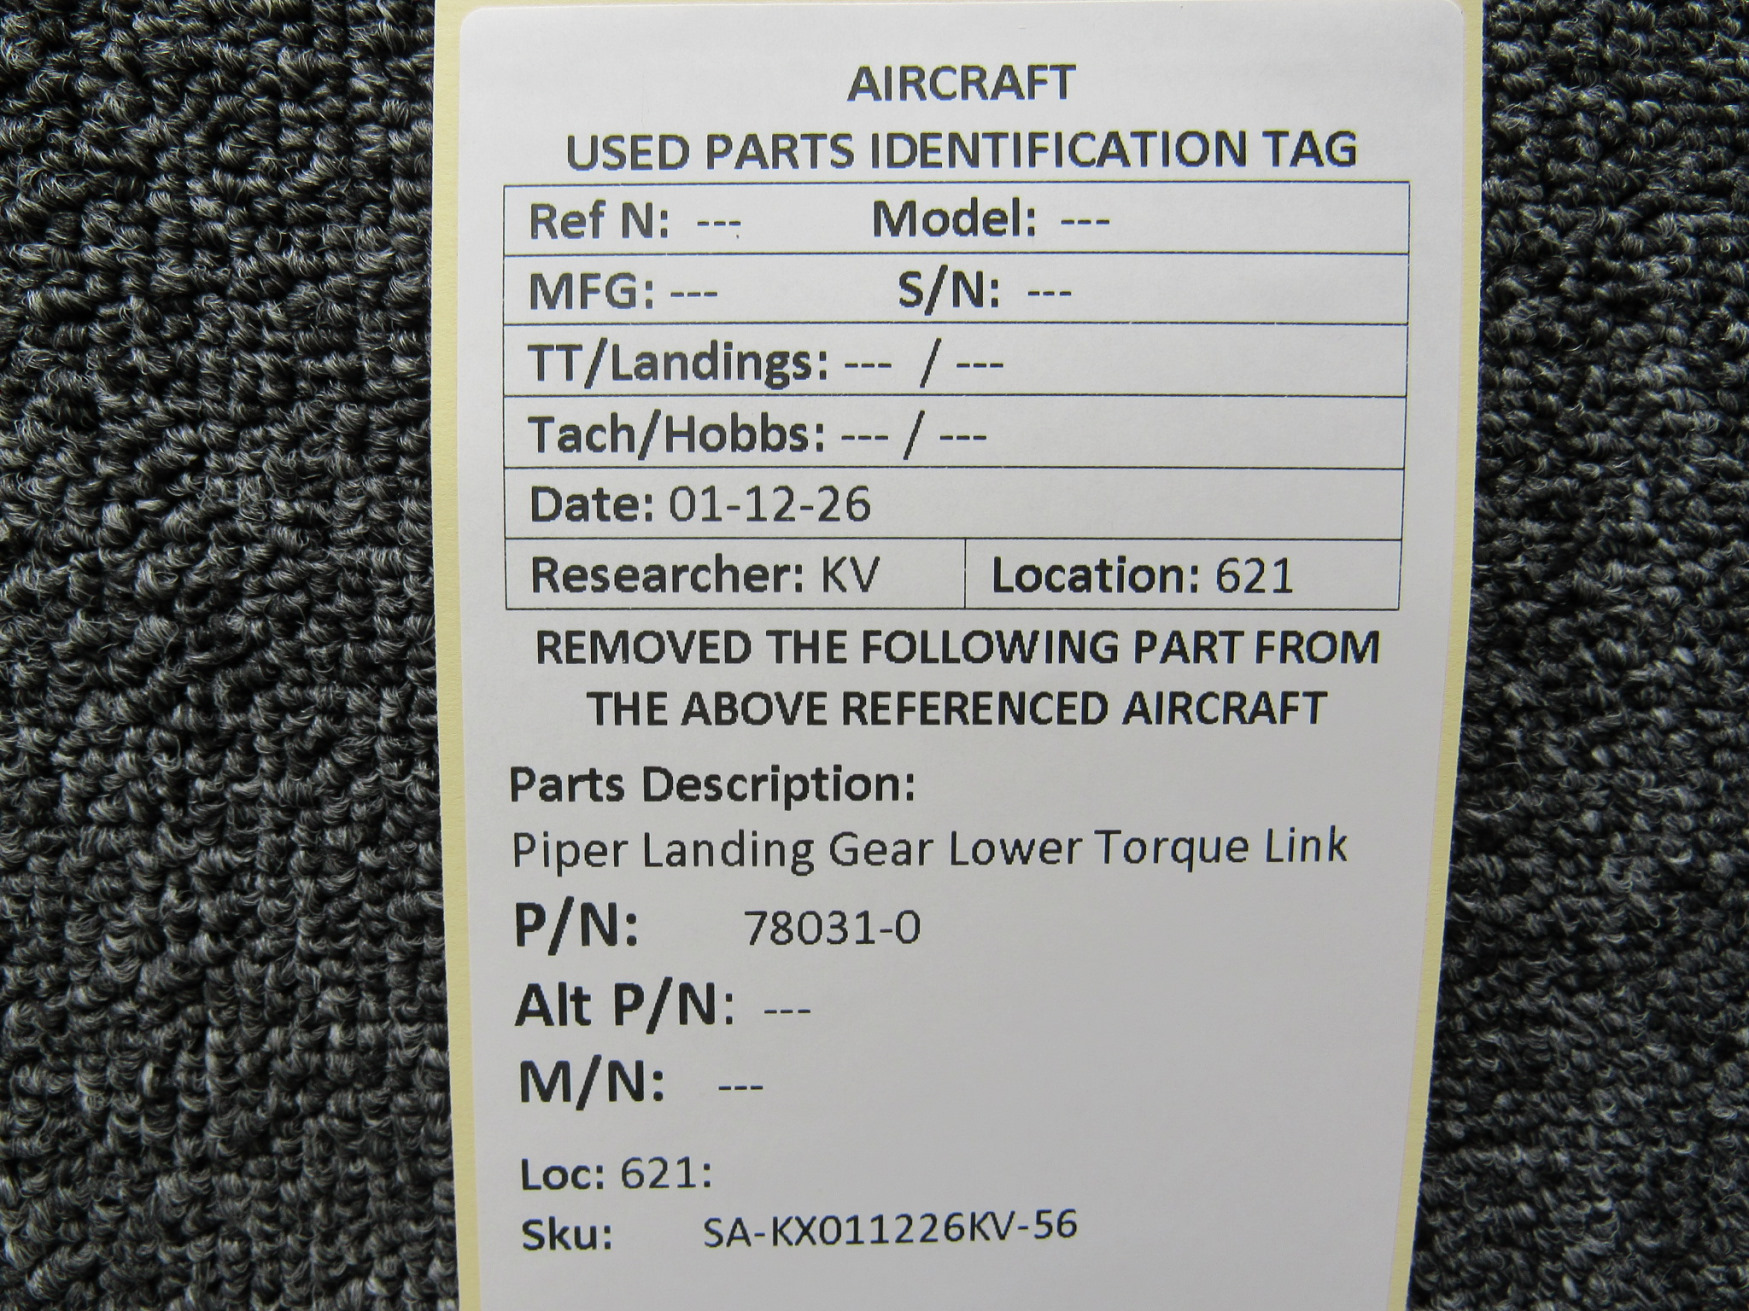 AIRCRAFT
USED PARTS IDENTIFICATION TAG
Ref N: --- Model: ---
MFG: --- S/N: ---
TT/Landings: --- / ---
Tach/Hobbs: --- / ---
Date: 01-12-26
Researcher: KV Location: 621
REMOVED THE FOLLOWING PART FROM
THE ABOVE REFERENCED AIRCRAFT
Parts Description:
Piper Landing Gear Lower Torque Link
P/N: 78031-0
Alt P/N: ---
M/N: ---
Loc: 621:
Sku: SA-KX011226KV-56